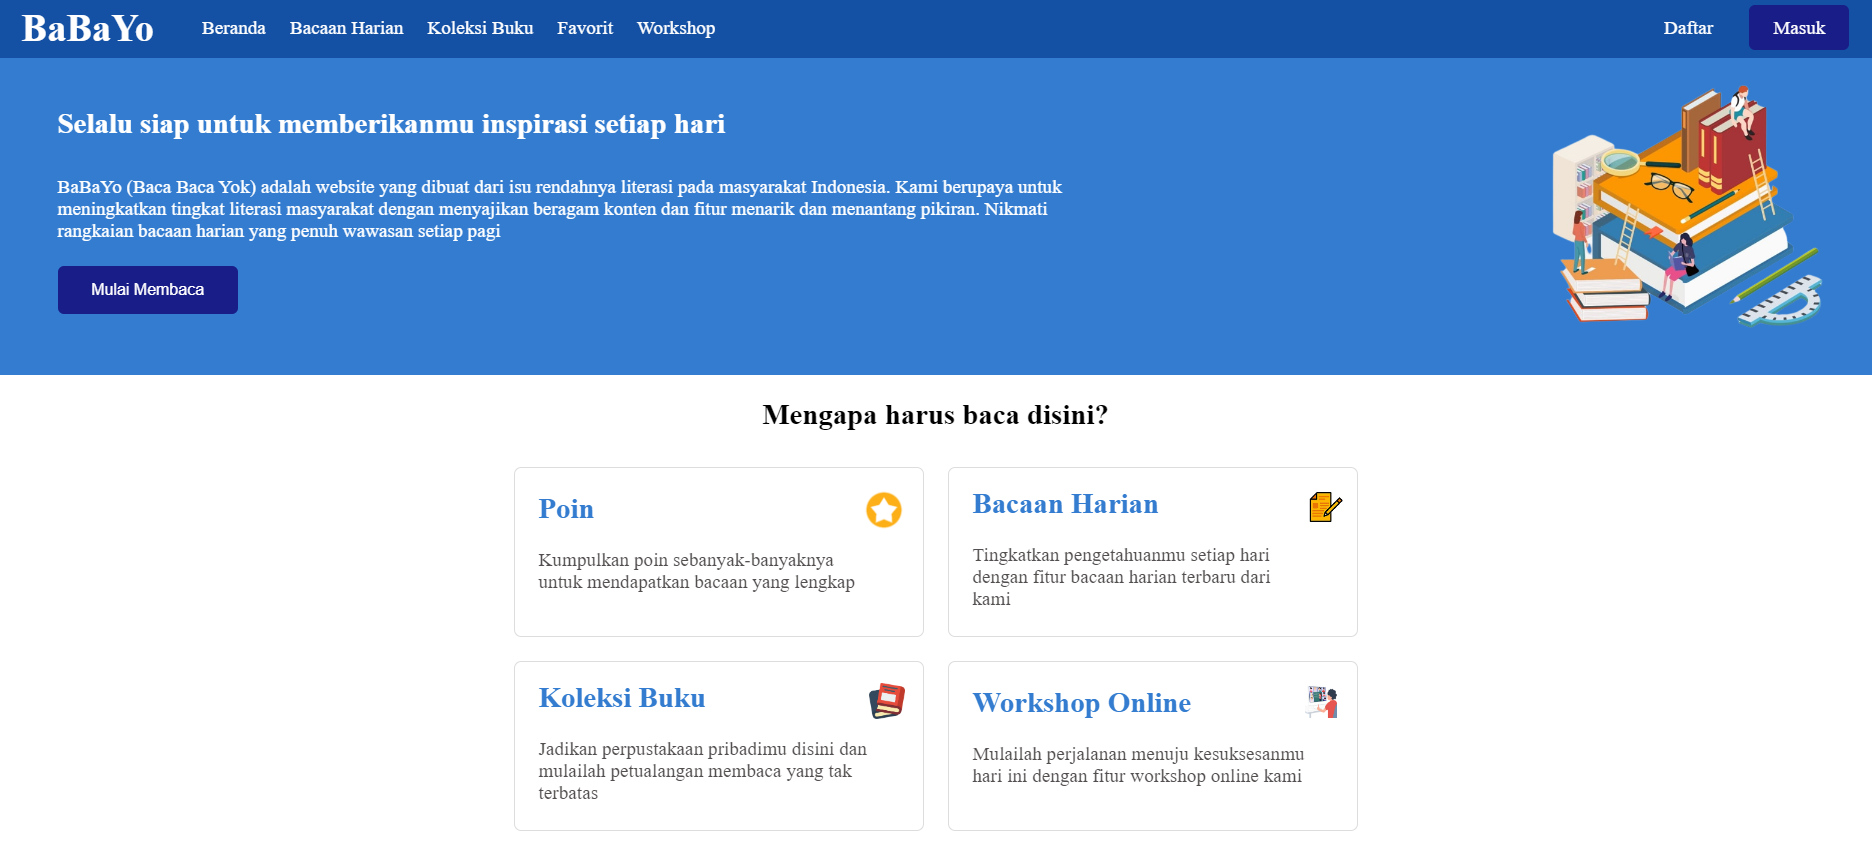 BaBaYo
Beranda
Bacaan Harian
Koleksi Buku
Favorit
Workshop
Daftar
Masuk
Selalu siap untuk memberikanmu inspirasi setiap hari
BaBaYo (Baca Baca Yok) adalah website yang dibuat dari isu rendahnya literasi pada masyarakat Indonesia. Kami berupaya untuk
meningkatkan tingkat literasi masyarakat dengan menyajikan beragam konten dan fitur menarik dan menantang pikiran. Nikmati
rangkaian bacaan harian yang penuh wawasan setiap pagi
Mulai Membaca
Mengapa harus baca disini?
Poin
Kumpulkan poin sebanyak-banyaknya
untuk mendapatkan bacaan yang lengkap
Bacaan Harian
Tingkatkan pengetahuanmu setiap hari
dengan fitur bacaan harian terbaru dari
kami
Koleksi Buku
Jadikan perpustakaan pribadimu disini dan
mulailah petualangan membaca yang tak
terbatas
Workshop Online
Mulailah perjalanan menuju kesuksesanmu
hari ini dengan fitur workshop online kami